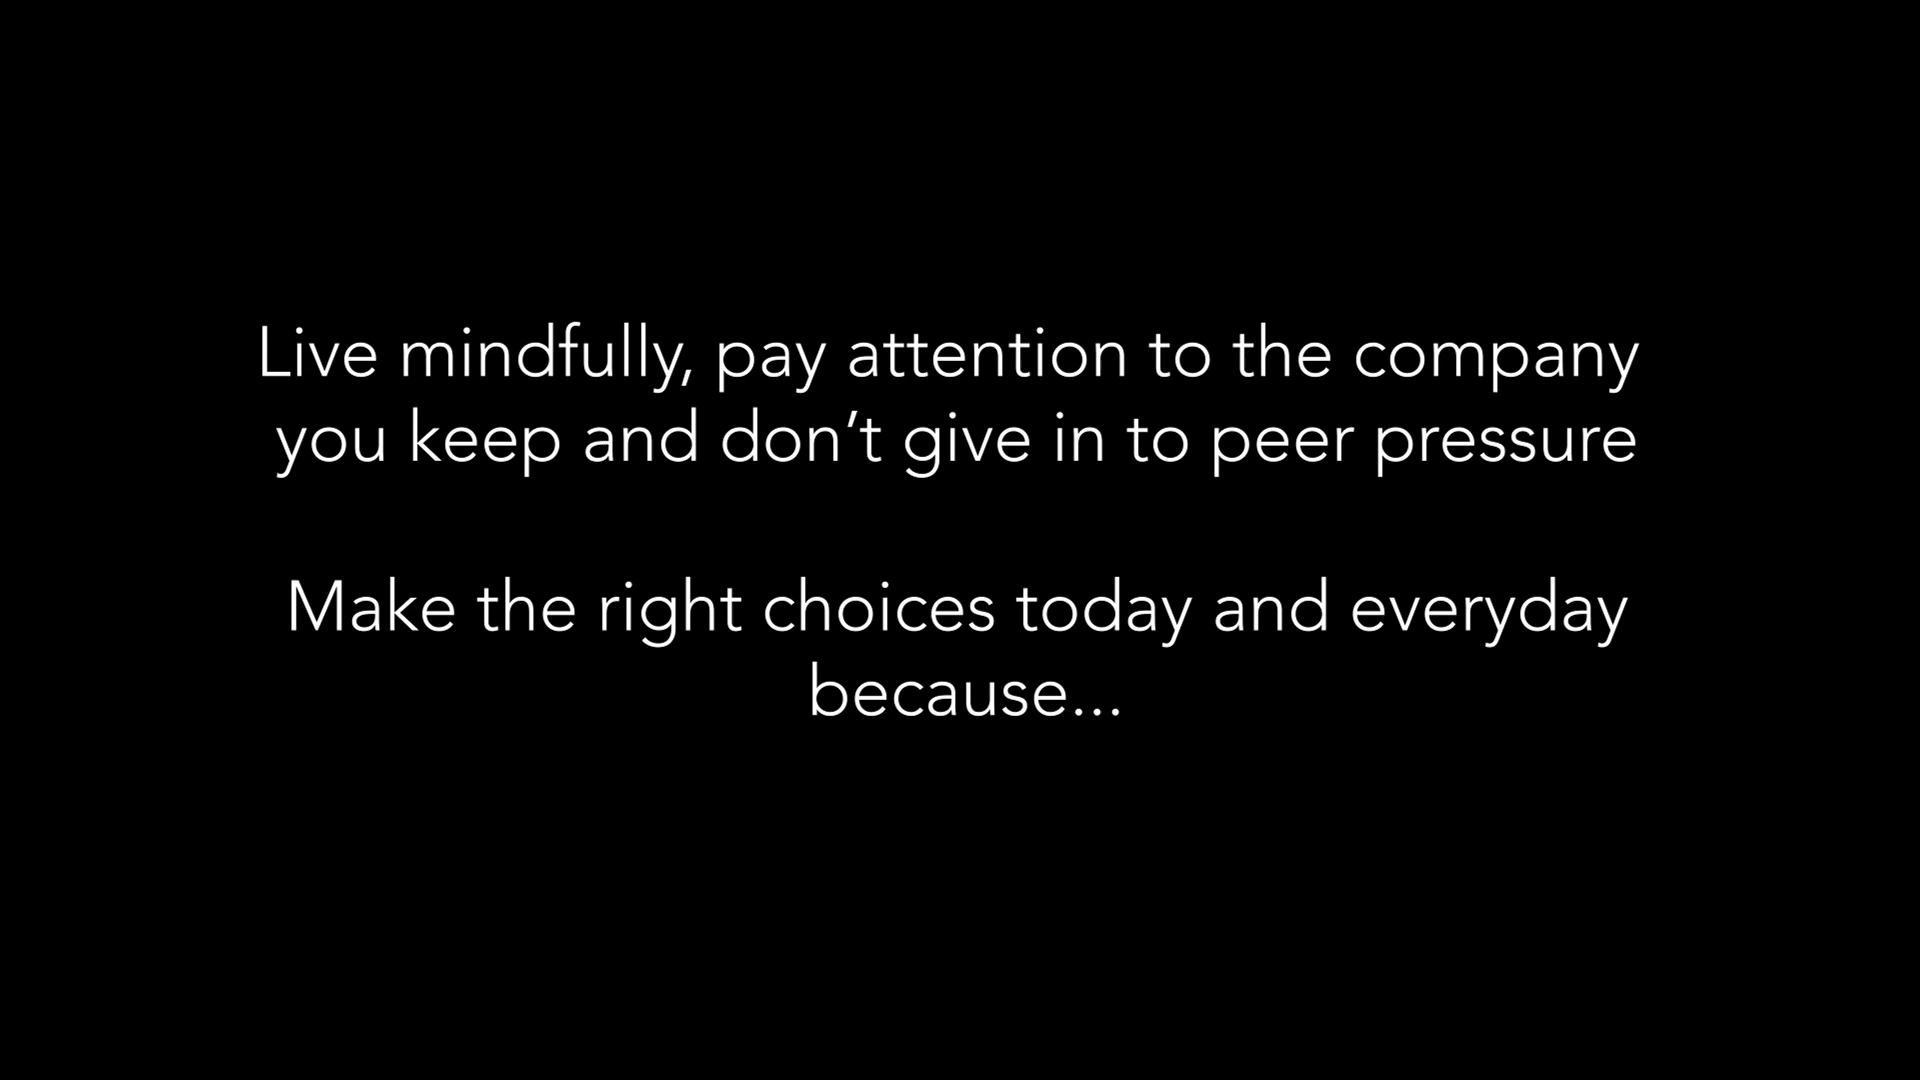 Live mindfully, pay attention to the company
you keep and don’t give in to peer pressure
Make the right choices today and everyday
because...